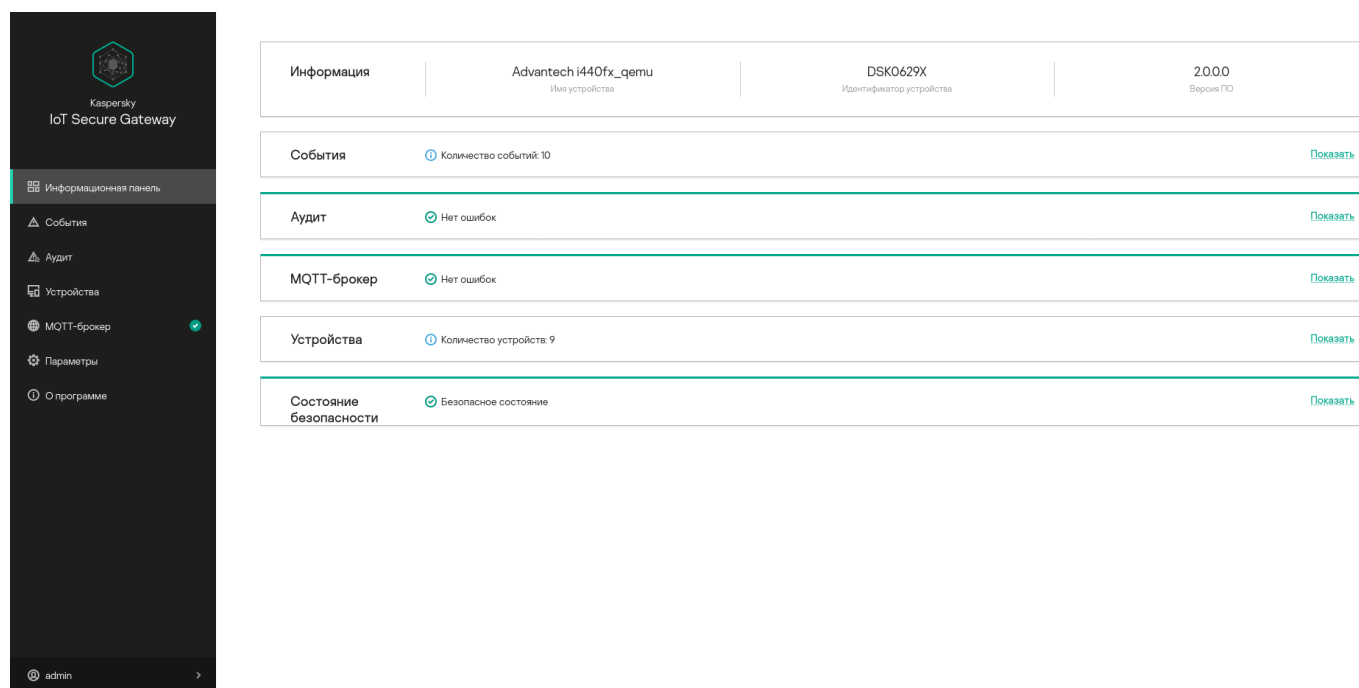 Kaspersky
IoT Secure Gateway
Информационная панель
События
Аудит
Устройства
MQTT-брокер
Параметры
О программе
admin
Информация
Advantech i440fx_qemu
Имя устройства
DSK0629X
Идентификатор устройства
2.0.0.0
Версия ПО
События
Количество событий: 10
Показать
Аудит
Нет ошибок
Показать
MQTT-брокер
Нет ошибок
Показать
Устройства
Количество устройств: 9
Показать
Состояние
безопасности
Безопасное состояние
Показать